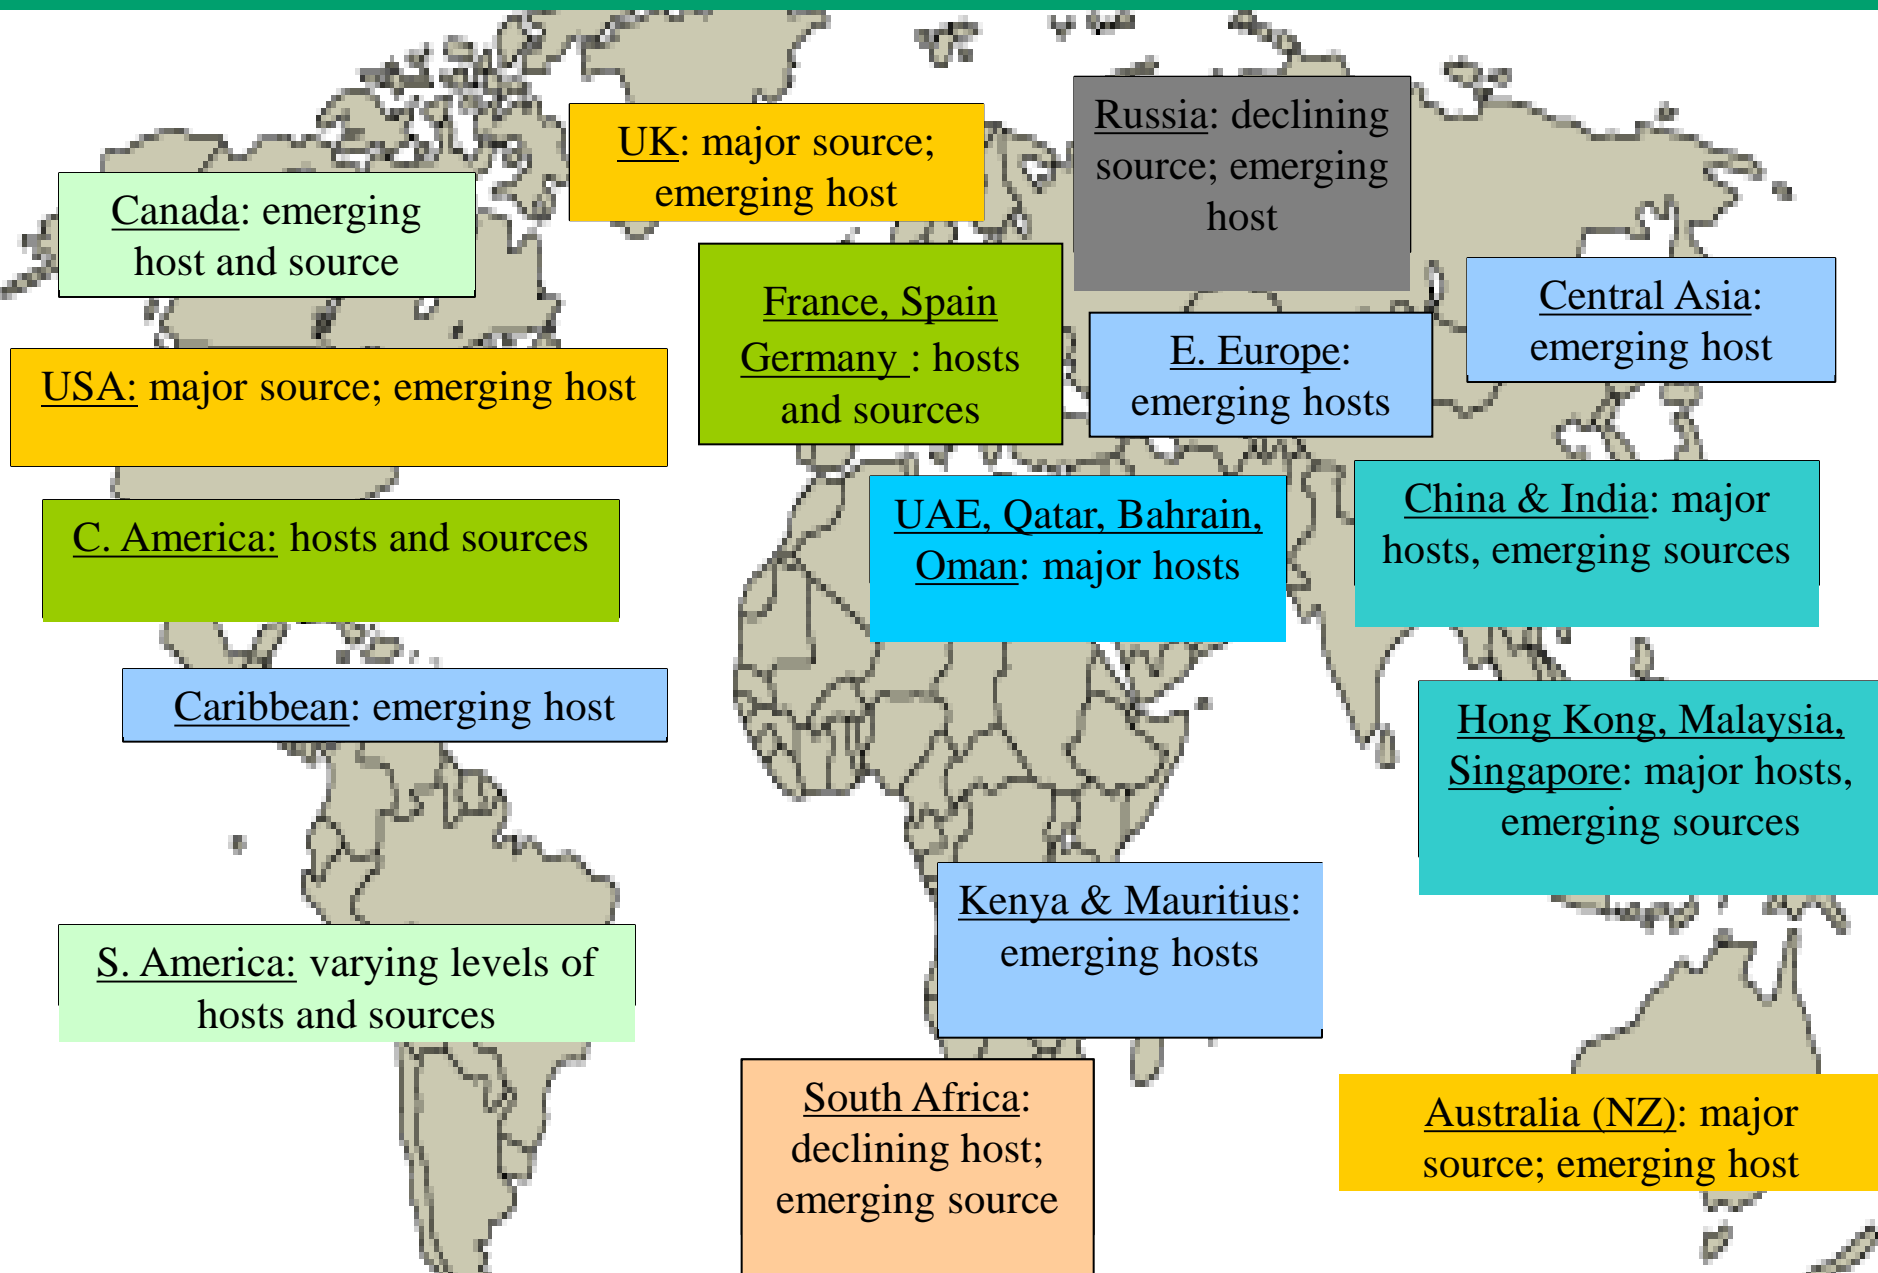 UK: major source;
emerging host
Russia: declining
source; emerging
host
Canada: emerging
host and source
France, Spain
Germany : hosts
and sources
Central Asia:
emerging host
E. Europe:
emerging hosts
USA: major source; emerging host
C. America: hosts and sources
UAE, Qatar, Bahrain,
Oman: major hosts
China & India: major
hosts, emerging sources
Caribbean: emerging host
Hong Kong, Malaysia,
Singapore: major hosts,
emerging sources
Kenya & Mauritius:
emerging hosts
S. America: varying levels of
hosts and sources
South Africa:
declining host;
emerging source
Australia (NZ): major
source; emerging host